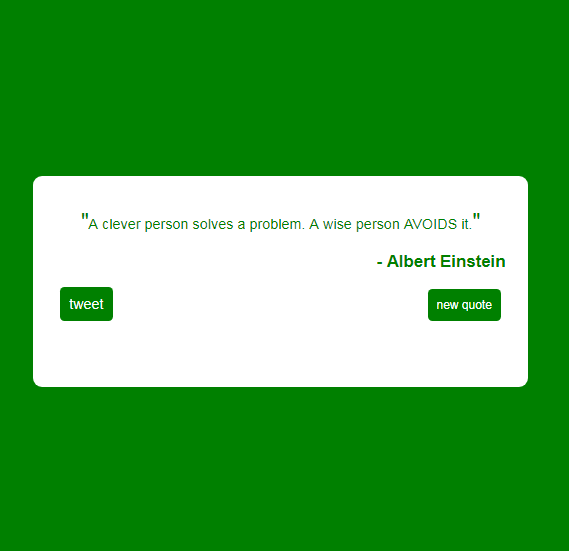 "A clever person solves a problem. A wise person AVOIDS it."
- Albert Einstein
tweet
new quote